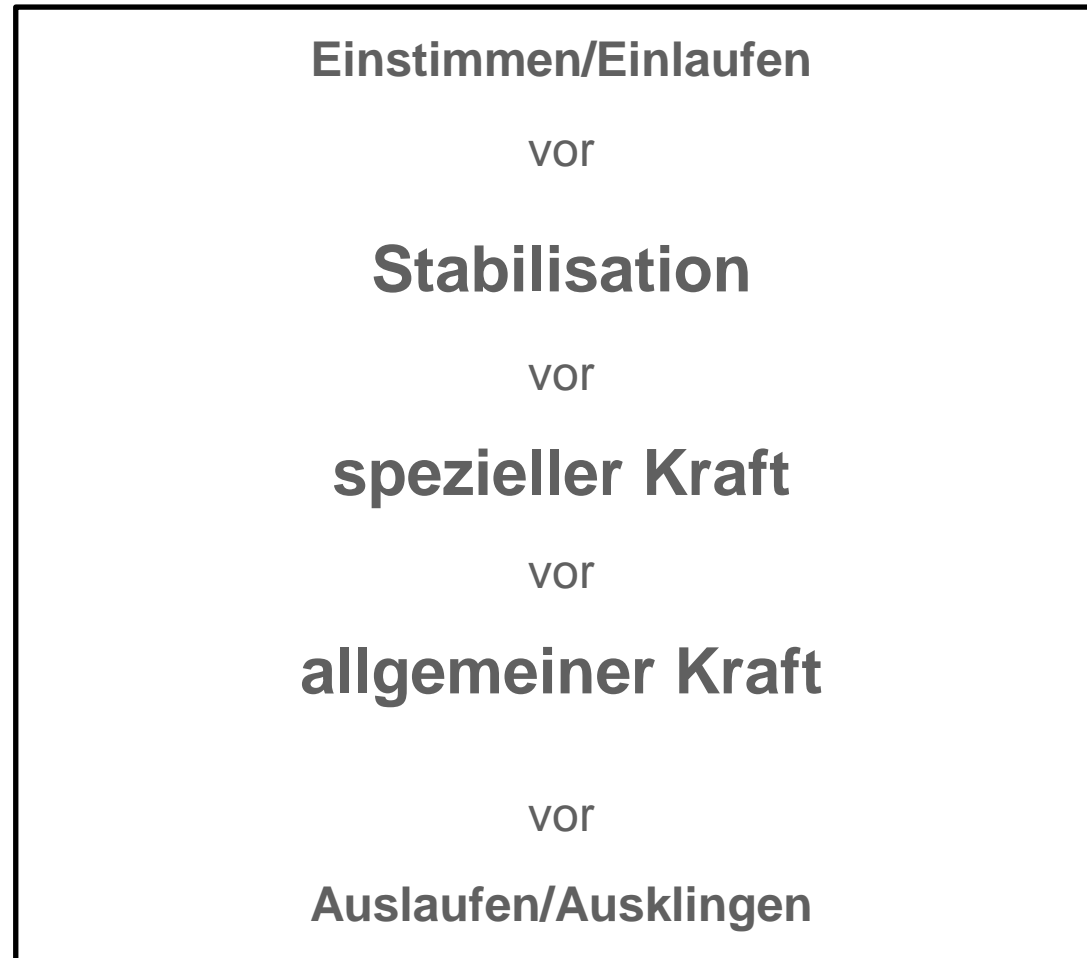 Einstimmen/Einlaufen
vor
Stabilisation
vor
spezieller Kraft
vor
allgemeiner Kraft
vor
Auslaufen/Ausklingen